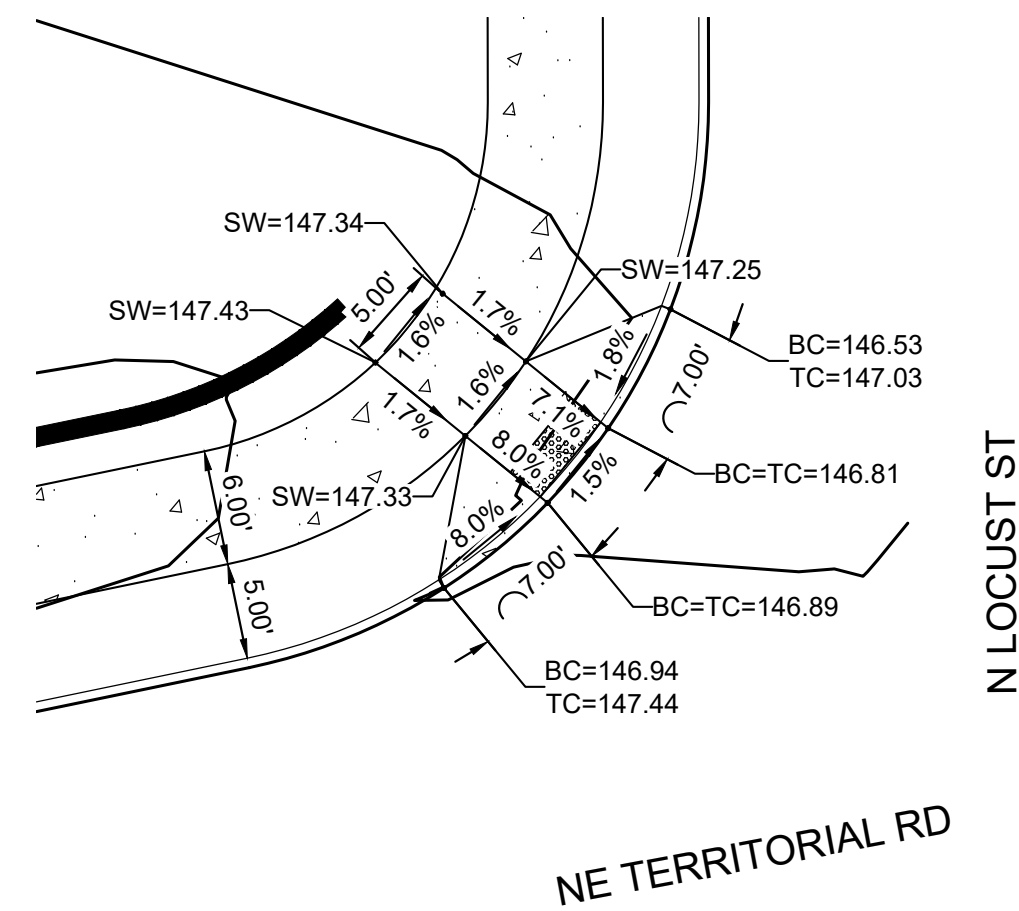 SW=147.34
SW=147.25
SW=147.43
5.00'
1.7%
1.6%
1.8%
BC=146.53
TC=147.03
7.00'
1.6%
1.7%
7.1%
8.0%
1.5%
BC=TC=146.81
SW=147.33
6.00'
8.0%
7.00'
5.00'
BC=TC=146.89
BC=146.94
TC=147.44
N LOCUST ST
NE TERRITORIAL RD